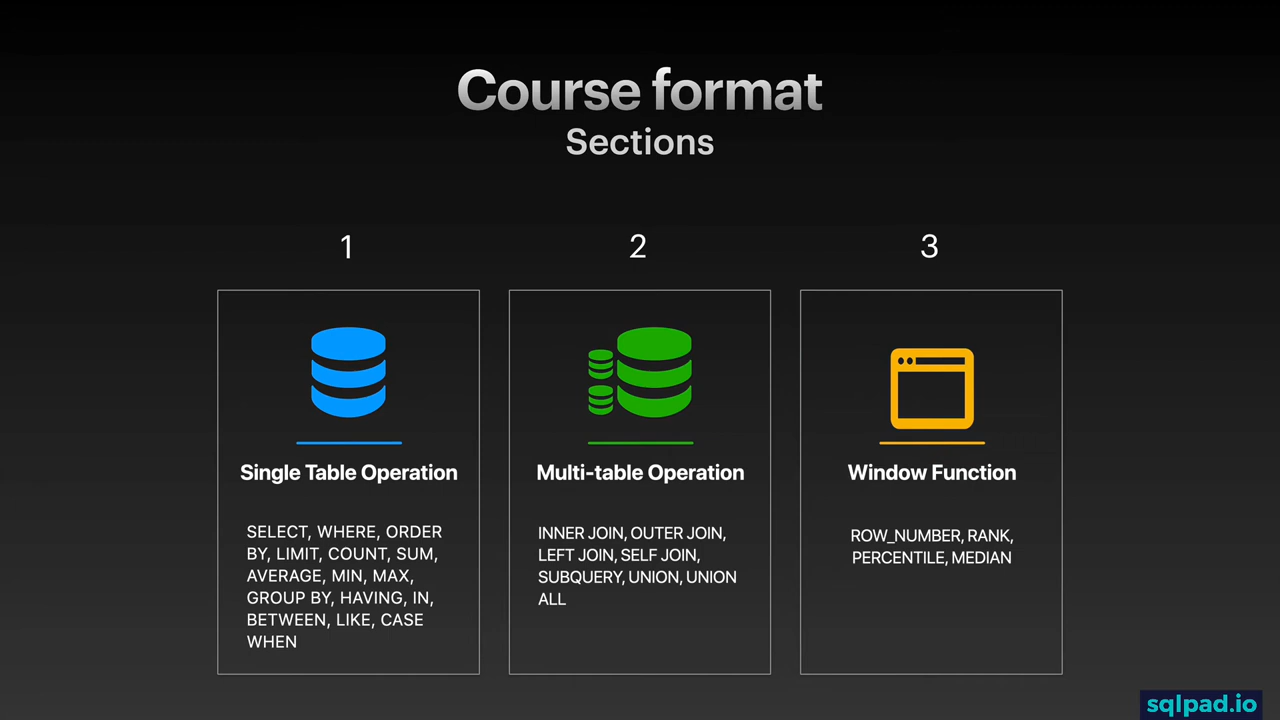 Course format
Sections
1
2
3
Single Table Operation
SELECT, WHERE, ORDER
BY, LIMIT, COUNT, SUM,
AVERAGE, MIN, MAX,
GROUP BY, HAVING, IN,
BETWEEN, LIKE, CASE
WHEN
Multi-table Operation
INNER JOIN, OUTER JOIN,
LEFT JOIN, SELF JOIN,
SUBQUERY, UNION, UNION
ALL
Window Function
ROW_NUMBER, RANK,
PERCENTILE, MEDIAN
sqlpad.io